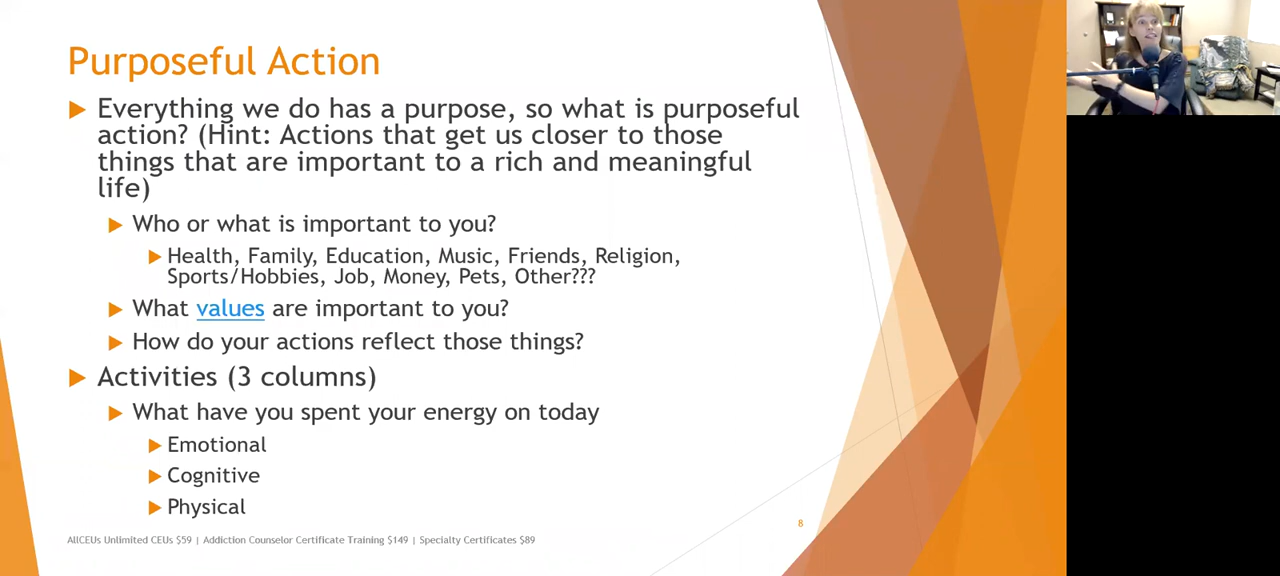 Purposeful Action
Everything we do has a purpose, so what is purposeful
action? (Hint: Actions that get us closer to those
things that are important to a rich and meaningful
life)
Who or what is important to you?
Health, Family, Education, Music, Friends, Religion,
Sports/Hobbies, Job, Money, Pets, Other???
What values are important to you?
How do your actions reflect those things?
Activities (3 columns)
What have you spent your energy on today
Emotional
Cognitive
Physical
8
AllCEUs Unlimited CEUs $59 | Addiction Counselor Certificate Training $149 | Specialty Certificates $89